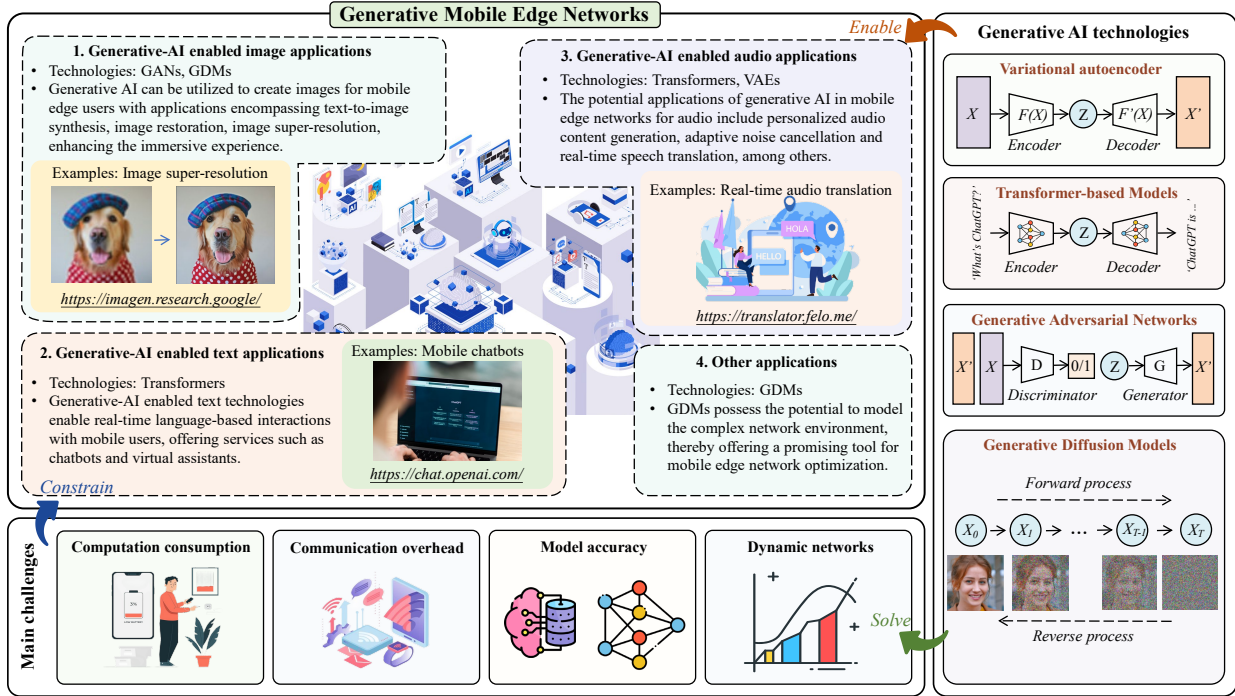 Generative Mobile Edge Networks
1. Generative-AI enabled image applications
• Technologies: GANs, GDMs
• Generative AI can be utilized to create images for mobile
edge users with applications encompassing text-to-image
synthesis, image restoration, image super-resolution,
enhancing the immersive experience.
Examples: Image super-resolution
https://imagen.research.google/
2. Generative-AI enabled text applications
• Technologies: Transformers
• Generative-AI enabled text technologies
enable real-time language-based interactions
with mobile users, offering services such as
chatbots and virtual assistants.
Examples: Mobile chatbots
https://chat.openai.com/
Enable
3. Generative-AI enabled audio applications
• Technologies: Transformers, VAEs
• The potential applications of generative AI in mobile
edge networks for audio include personalized audio
content generation, adaptive noise cancellation and
real-time speech translation, among others.
Examples: Real-time audio translation
HOLA
HELLO
https://translator.felo.me/
4. Other applications
• Technologies: GDMs
• GDMs possess the potential to model
the complex network environment,
thereby offering a promising tool for
mobile edge network optimization.
Constrain
Main challenges
Computation consumption
Communication overhead
Model accuracy
Dynamic networks
Solve
Generative AI technologies
Variational autoencoder
X F(X) Z F'(X) X'
Encoder Decoder
Transformer-based Models
'What's ChatGPT?'
Z
'ChatGPT is ...'
Encoder Decoder
Generative Adversarial Networks
X' X D 0/1 Z G X'
Discriminator Generator
Generative Diffusion Models
Forward process
X0 X1 ... XT-1 XT
Reverse process